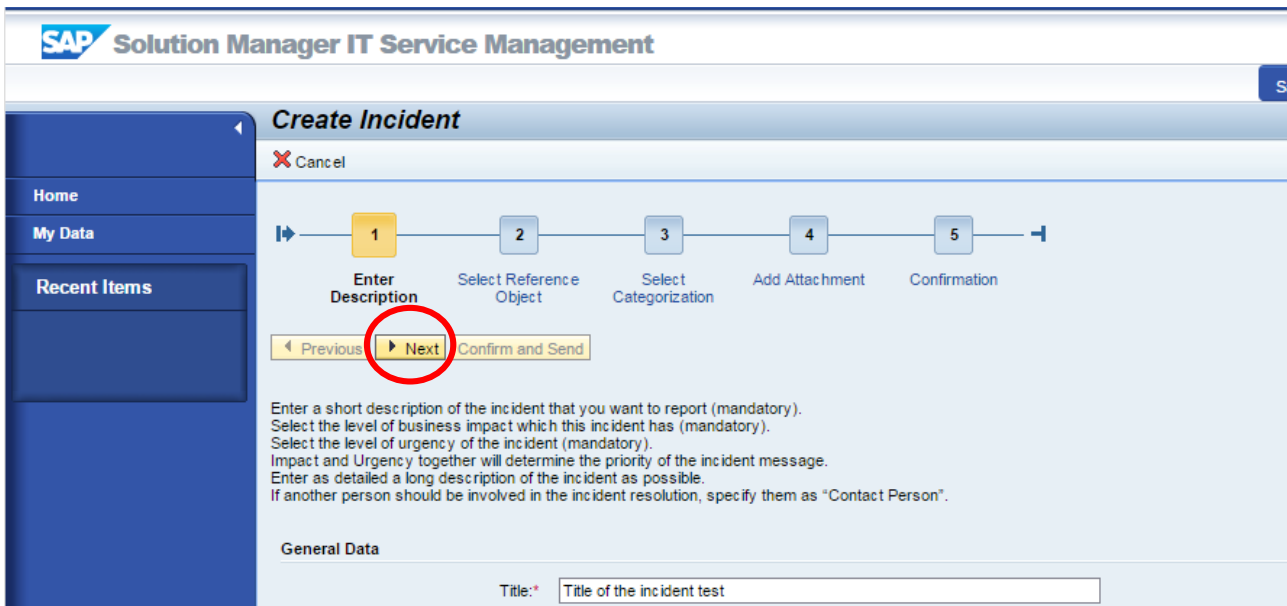 SAP Solution Manager IT Service Management
S
Create Incident
Cancel
Home
My Data
Recent Items
1 2 3 4 5
Enter Description
Select Reference Object
Select Categorization
Add Attachment
Confirmation
Previous Next Confirm and Send
Enter a short description of the incident that you want to report (mandatory).
Select the level of business impact which this incident has (mandatory).
Select the level of urgency of the incident (mandatory).
Impact and Urgency together will determine the priority of the incident message.
Enter as detailed a long description of the incident as possible.
If another person should be involved in the incident resolution, specify them as “Contact Person”.
General Data
Title:* Title of the incident test